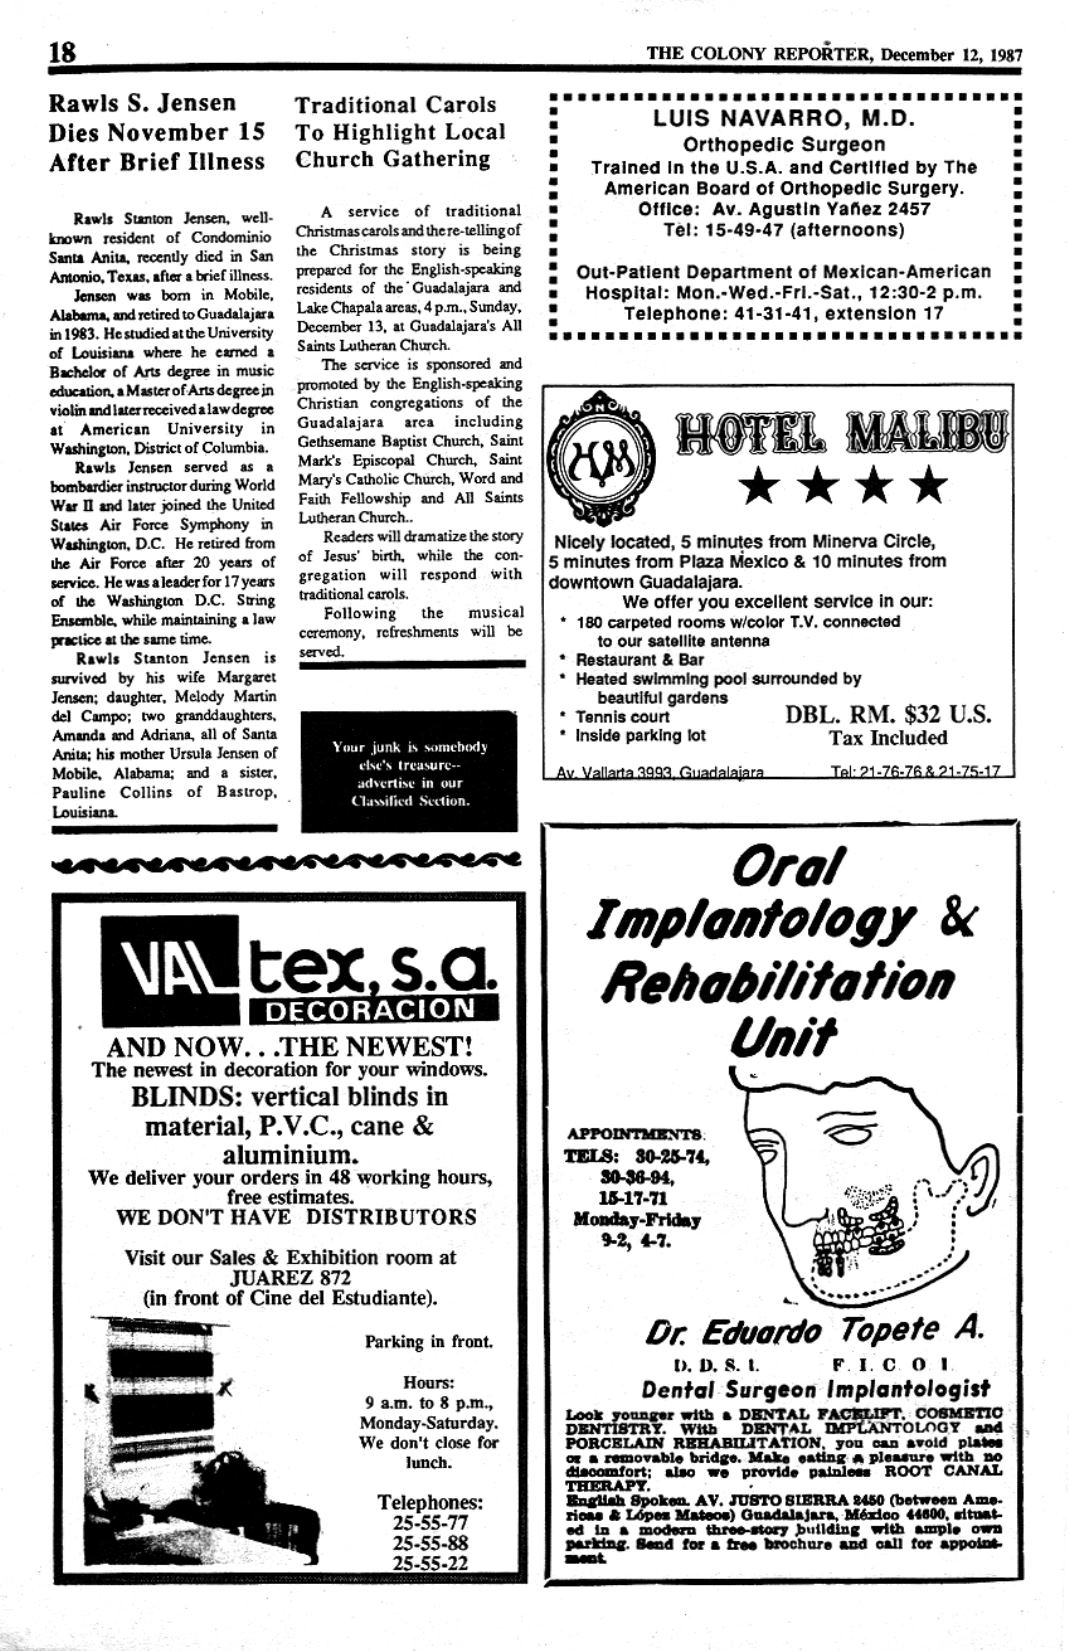 18
THE COLONY REPORTER, December 12, 1987
Rawls S. Jensen
Dies November 15
After Brief Illness
Rawls Stanton Jensen, well-
known resident of Condominio
Santa Anita, recently died in San
Antonio, Texas, after a brief illness.
Jensen was born in Mobile,
Alabama, and retired to Guadalajara
in 1983. He studied at the University
of Louisiana where he earned a
Bachelor of Arts degree in music
education, a Master of Arts degree in
violin and later received a law degree
at American University in
Washington, District of Columbia.
Rawls Jensen served as a
bombardier instructor during World
War II and later joined the United
States Air Force Symphony in
Washington, D.C. He retired from
the Air Force after 20 years of
service. He was a leader for 17 years
of the Washington D.C. String
Ensemble, while maintaining a law
practice at the same time.
Rawls Stanton Jensen is
survived by his wife Margaret
Jensen; daughter, Melody Martin
del Campo; two granddaughters,
Amanda and Adriana, all of Santa
Anita; his mother Ursula Jensen of
Mobile, Alabama; and a sister,
Pauline Collins of Bastrop,
Louisiana.
Traditional Carols
To Highlight Local
Church Gathering
A service of traditional
Christmas carols and the re-telling of
the Christmas story is being
prepared for the English-speaking
residents of the Guadalajara and
Lake Chapala areas, 4 p.m., Sunday,
December 13, at Guadalajara's All
Saints Lutheran Church.
The service is sponsored and
promoted by the English-speaking
Christian congregations of the
Guadalajara area including
Gethsemane Baptist Church, Saint
Mark's Episcopal Church, Saint
Mary's Catholic Church, Word and
Faith Fellowship and All Saints
Lutheran Church..
Readers will dramatize the story
of Jesus' birth, while the con-
gregation will respond with
traditional carols.
Following the musical
ceremony, refreshments will be
served.
Your junk is somebody
else's treasure--
advertise in our
Classified Section.
LUIS NAVARRO, M.D.
Orthopedic Surgeon
Trained in the U.S.A. and Certified by The
American Board of Orthopedic Surgery.
Office: Av. Agustin Yañez 2457
Tel: 15-49-47 (afternoons)
Out-Patient Department of Mexican-American
Hospital: Mon.-Wed.-Fri.-Sat., 12:30-2 p.m.
Telephone: 41-31-41, extension 17
HM
HOTEL MALIBU
Nicely located, 5 minutes from Minerva Circle,
5 minutes from Plaza Mexico & 10 minutes from
downtown Guadalajara.
We offer you excellent service in our:
* 180 carpeted rooms w/color T.V. connected
to our satellite antenna
* Restaurant & Bar
* Heated swimming pool surrounded by
beautiful gardens
* Tennis court
* Inside parking lot
DBL. RM. $32 U.S.
Tax Included
Av. Vallarta 3993, Guadalajara Tel: 21-76-76 & 21-75-17
VAL tex, s.a.
DECORACION
AND NOW. . .THE NEWEST!
The newest in decoration for your windows.
BLINDS: vertical blinds in
material, P.V.C., cane &
aluminium.
We deliver your orders in 48 working hours,
free estimates.
WE DON'T HAVE DISTRIBUTORS
Visit our Sales & Exhibition room at
JUAREZ 872
(in front of Cine del Estudiante).
Parking in front.
Hours:
9 a.m. to 8 p.m.,
Monday-Saturday.
We don't close for
lunch.
Telephones:
25-55-77
25-55-88
25-55-22
Oral
Implantology &
Rehabilitation
Unit
APPOINTMENTS:
TELS: 30-25-74,
30-36-94,
15-17-71
Monday-Friday
9-2, 4-7.
Dr. Eduardo Topete A.
D. D. S. I. F. I. C. O I.
Dental Surgeon Implantologist
Look younger with a DENTAL FACELIFT, COSMETIC
DENTISTRY. With DENTAL IMPLANTOLOGY and
PORCELAIN REHABILITATION, you can avoid plates
or a removable bridge. Make eating a pleasure with no
discomfort; also we provide painless ROOT CANAL
THERAPY.
English Spoken. AV. JUSTO SIERRA 2450 (between Ame-
ricas & López Mateos) Guadalajara, México 44600, situat-
ed in a modern three-story building with ample own
parking. Send for a free brochure and call for appoint-
ment.